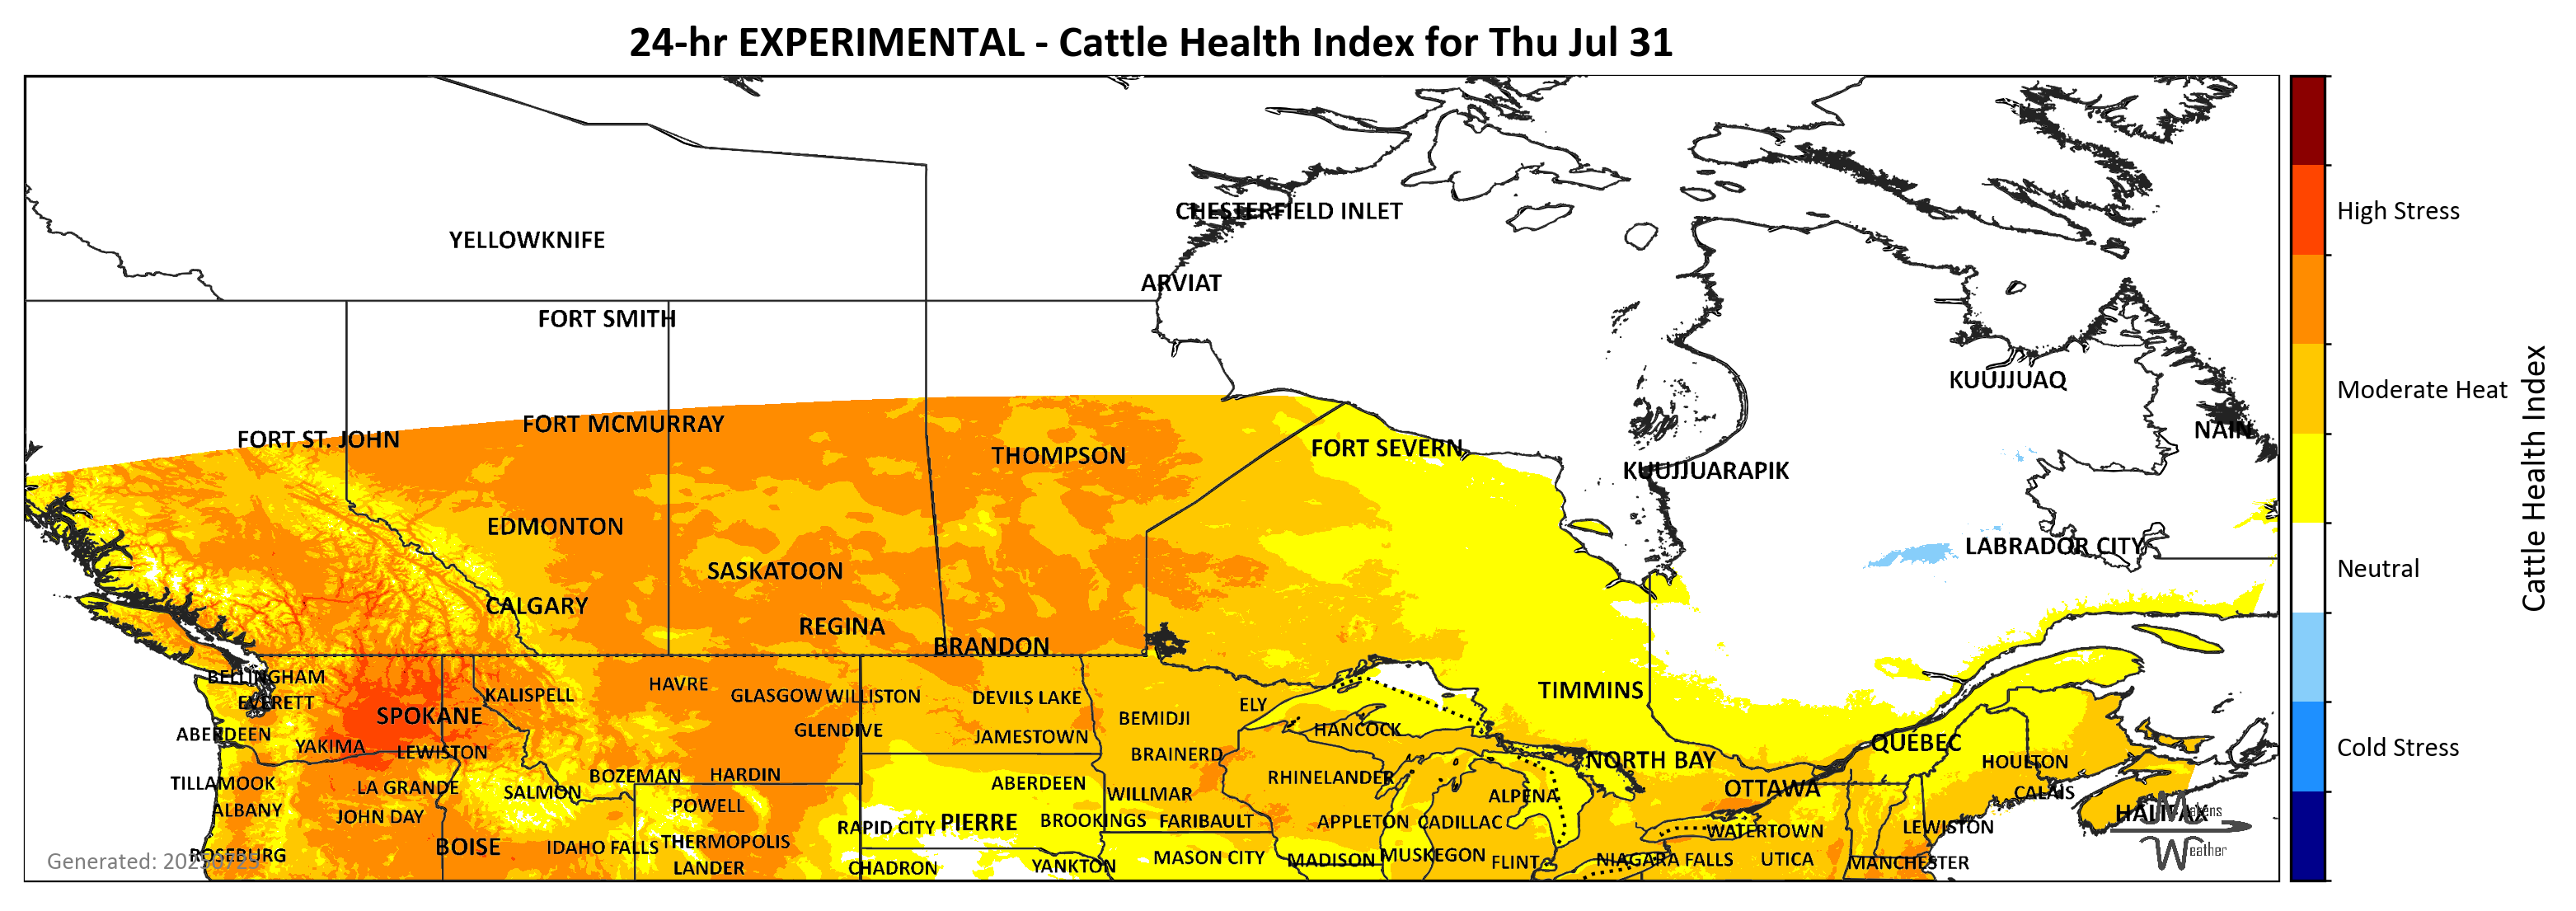 24-hr EXPERIMENTAL - Cattle Health Index for Thu Jul 31
CHESTERFIELD INLET
YELLOWKNIFE
High Stress
ARVIAT
FORT SMITH
KUUJJUAQ
Moderate Heat
FORT MCMURRAY
NAIN
FORT ST. JOHN
FORT SEVERN
THOMPSON
KUUJJUARAPIK
Cattle Health Index
EDMONTON
LABRADOR CITY
SASKATOON
Neutral
CALGARY
REGINA
BRANDON
BELLINGHAM
HAVRE
TIMMINS
KALISPELL
GLASGOW
WILLISTON
DEVILS LAKE
EVERETT
ELY
SPOKANE
BEMIDJI
GLENDIVE
HANCOCK
ABERDEEN
JAMESTOWN
QUEBEC
YAKIMA
LEWISTON
BRAINERD
Cold Stress
NORTH BAY
HOULTON
BOZEMAN
HARDIN
RHINELANDER
TILLAMOOK
LA GRANDE
ABERDEEN
OTTAWA
SALMON
WILLMAR
CALAIS
ALPENA
POWELL
ALBANY
JOHN DAY
Makens
HALIFAX
RAPID CITY
PIERRE
BROOKINGS
FARIBAULT
APPLETON
CADILLAC
WATERTOWN
LEWISTON
THERMOPOLIS
BOISE
IDAHO FALLS
Weather
ROSEBURG
MASON CITY
MADISON
MUSKEGON
NIAGARA FALLS
UTICA
FLINT
MANCHESTER
Generated:
LANDER
CHADRON
YANKTON